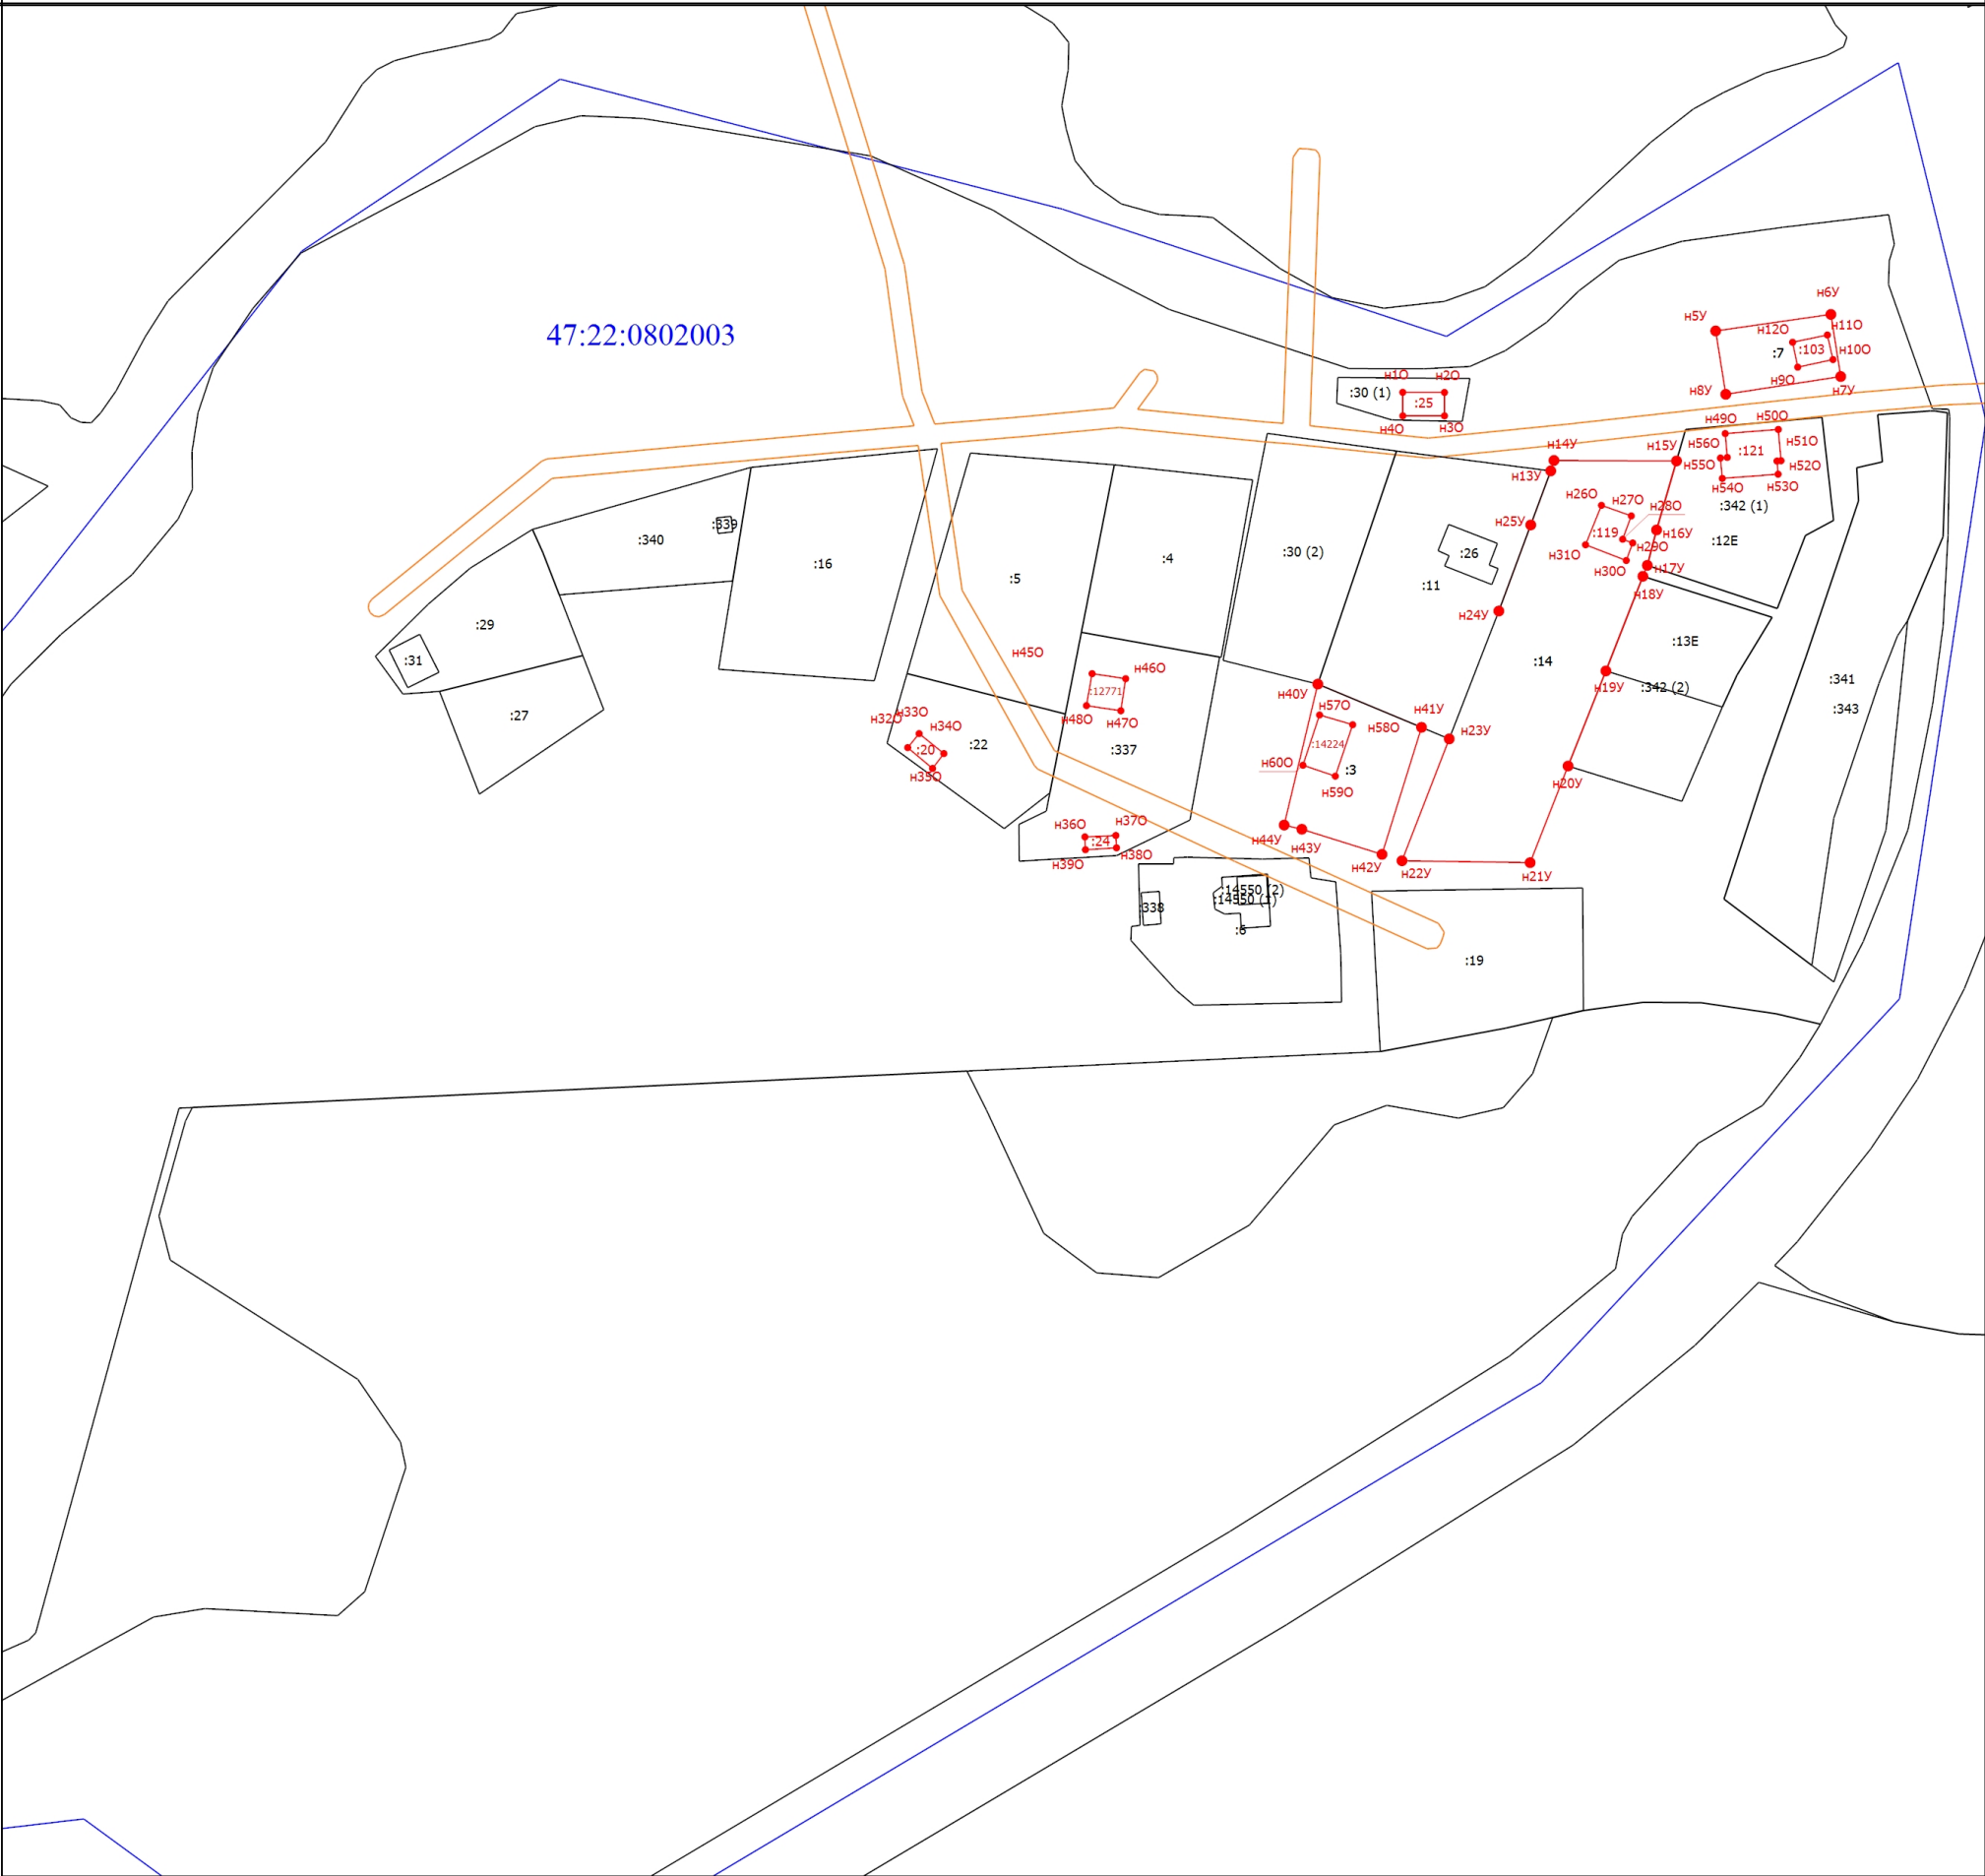 н6У
н5У
н12О
н11О
47:22:0802003
:7
:103
н10О
н1О
н2О
н9О
н8У
н7У
:30 (1)
:25
н4О
н3О
н49О
н50О
н14У
н15У
н56О
:121
н51О
н13У
н55О
н52О
н54О
н53О
н26О
н27О
н28О
:342 (1)
:339
н25У
:119
н16У
:340
:12Е
:30 (2)
:26
н31О
н29О
:16
:4
н30О
н17У
:5
:11
н18У
н24У
:29
:13Е
н45О
:31
:14
н46О
:341
н19У
:342 (2)
:12771
н40У
н57О
:343
:27
н32О
н33О
н48О
н47О
н41У
н34О
н58О
н23У
:20
:22
:337
:14224
н60О
:3
н35О
н20У
н59О
н36О
н37О
н44У
:24
н43У
н39О
н38О
н42У
н22У
н21У
:14550 (2)
:14550 (1)
:338
:6
:19